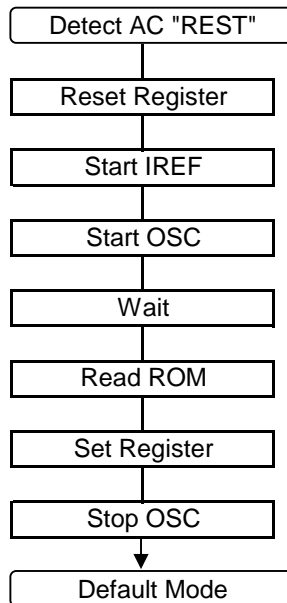 Detect AC "REST"
Reset Register
Start IREF
Start OSC
Wait
Read ROM
Set Register
Stop OSC
Default Mode